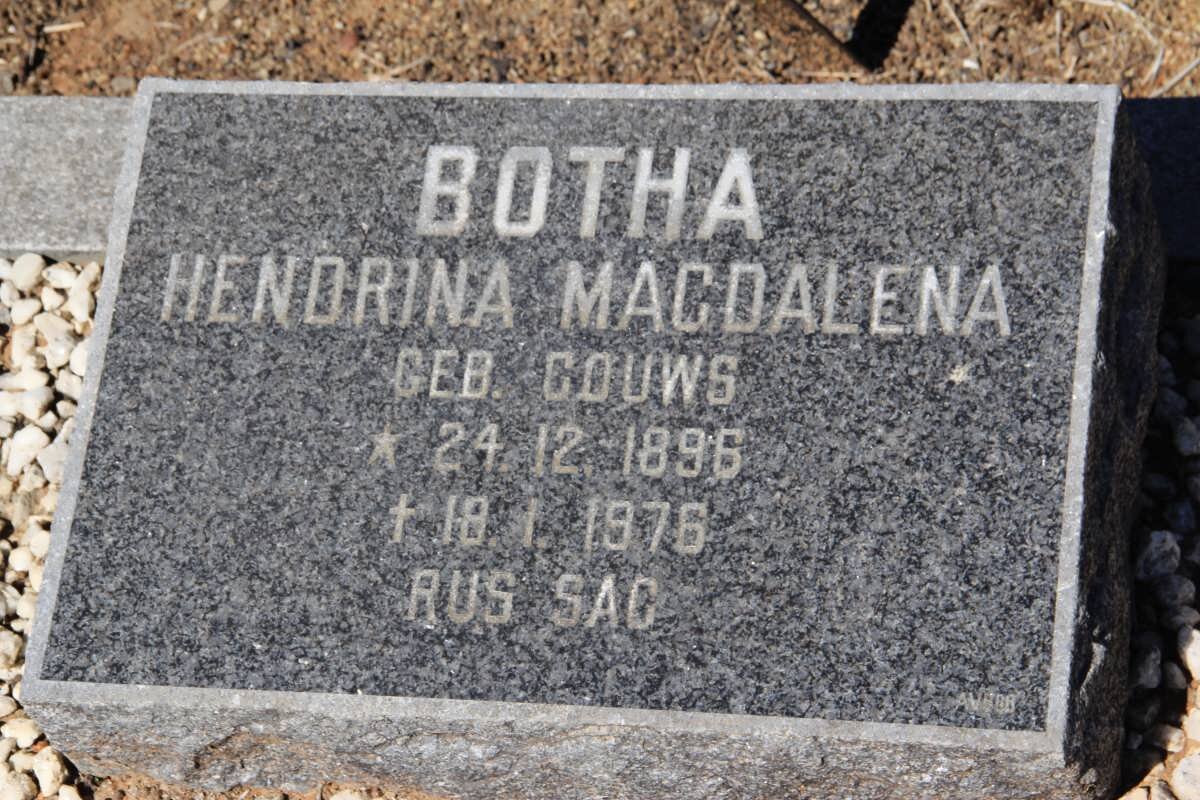 BOTHA
HENDRINA MAGDALENA
GEB. GOUWS
* 24. 12. 1896
† 18. 1. 1976
RUS SAG